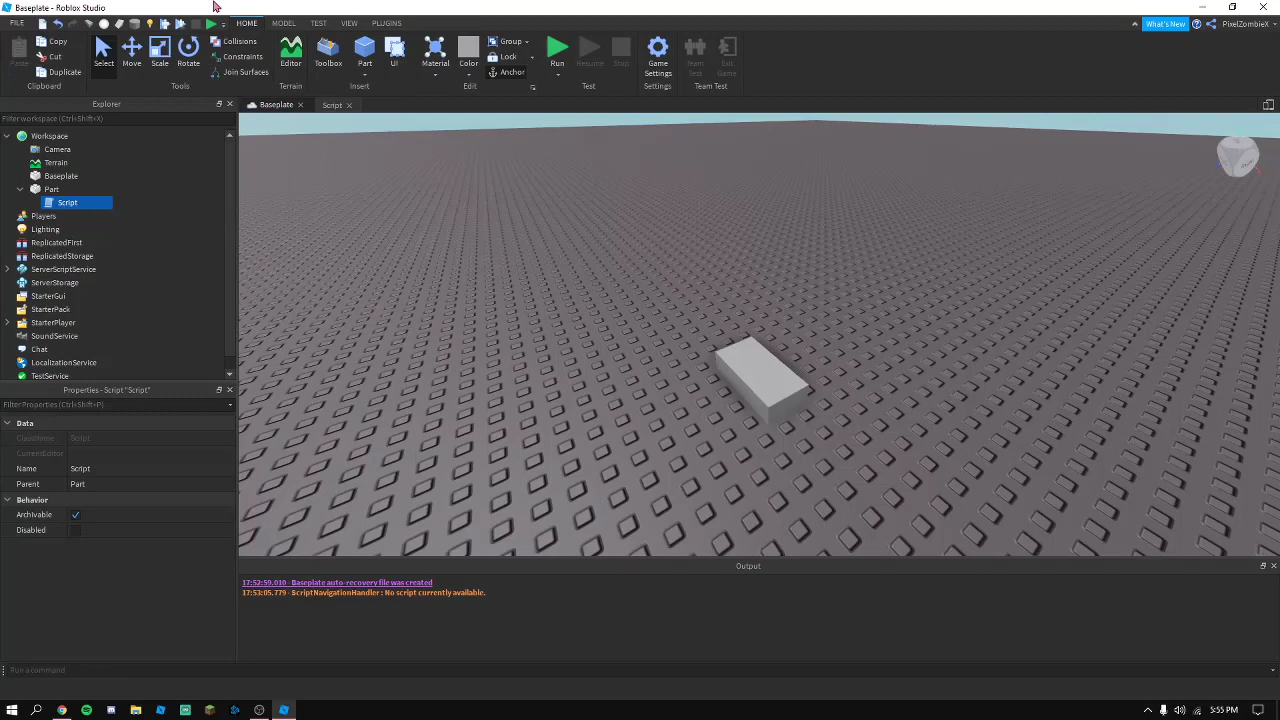 Baseplate - Roblox Studio
FILE HOME MODEL TEST VIEW PLUGINS What's New PixelZombieX
Paste Copy Cut Duplicate Clipboard
Select Move Scale Rotate Collisions Constraints Join Surfaces Tools
Editor Terrain
Toolbox Part UI Insert
Material Color Group Lock Anchor Edit
Run Resume Stop Test
Game Settings Settings
Team Test Exit Game Team Test
Explorer
Filter workspace (Ctrl+Shift+X)
Workspace
Camera
Terrain
Baseplate
Part
Script
Players
Lighting
ReplicatedFirst
ReplicatedStorage
ServerScriptService
ServerStorage
StarterGui
StarterPack
StarterPlayer
SoundService
Chat
LocalizationService
TestService
Properties - Script "Script"
Filter Properties (Ctrl+Shift+P)
Data
ClassName Script
CurrentEditor
Name Script
Parent Part
Behavior
Archivable
Disabled
Baseplate Script
Output
17:52:59.010 - Baseplate auto-recovery file was created
17:53:05.779 - ScriptNavigationHandler : No script currently available.
Run a command
5:55 PM